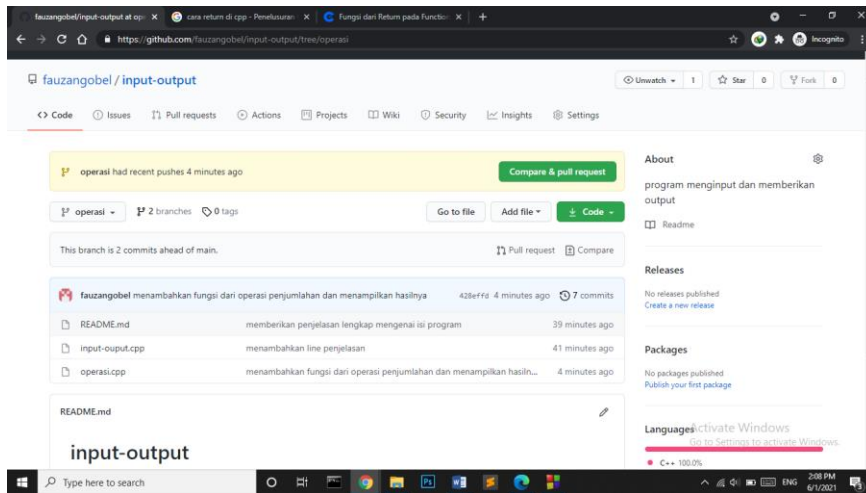 fauzangobel/input-output at ope
cara return di cpp - Penelusuran
Fungsi dari Return pada Function
https://github.com/fauzangobel/input-output/tree/operasi
Incognito
fauzangobel / input-output
Unwatch 1 Star 0 Fork 0
Code Issues Pull requests Actions Projects Wiki Security Insights Settings
operasi had recent pushes 4 minutes ago
Compare & pull request
operasi 2 branches 0 tags
Go to file Add file Code
This branch is 2 commits ahead of main.
Pull request Compare
fauzangobel menambahkan fungsi dari operasi penjumlahan dan menampilkan hasilnya 428effd 4 minutes ago 7 commits
README.md memberikan penjelasan lengkap mengenai isi program 39 minutes ago
input-ouput.cpp menambahkan line penjelasan 41 minutes ago
operasi.cpp menambahkan fungsi dari operasi penjumlahan dan menampilkan hasiln... 4 minutes ago
README.md
input-output
About
program menginput dan memberikan
output
Readme
Releases
No releases published
Create a new release
Packages
No packages published
Publish your first package
Languages
Activate Windows
Go to Settings to activate Windows.
C++ 100.0%
Type here to search
ENG
2:08 PM
6/1/2021